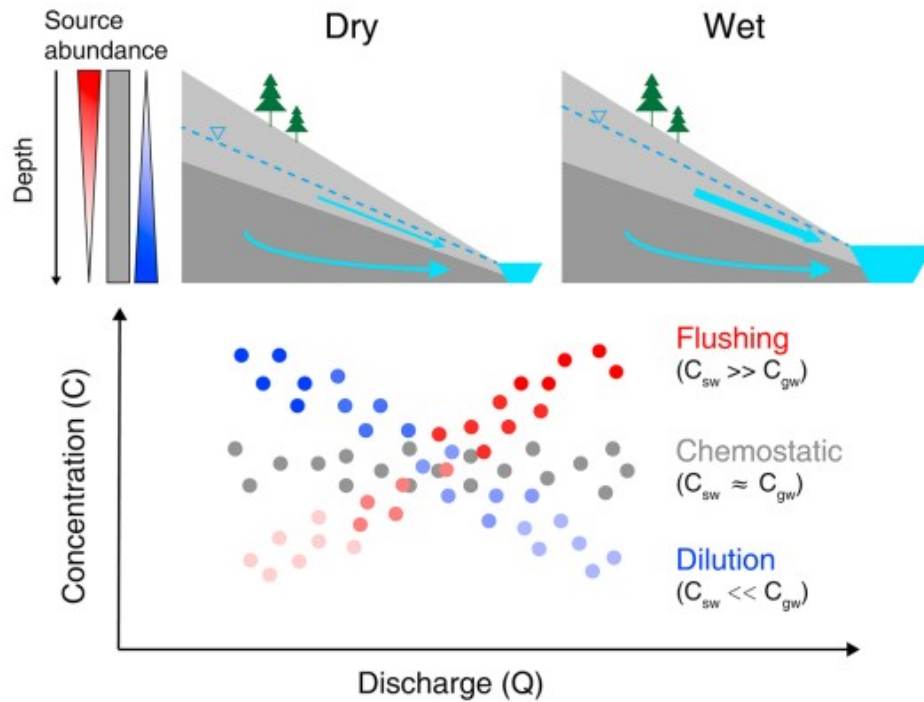 Source
abundance
Dry
Wet
Depth
Concentration (C)
Flushing
(C_sw >> C_gw)
Chemostatic
(C_sw ≈ C_gw)
Dilution
(C_sw << C_gw)
Discharge (Q)